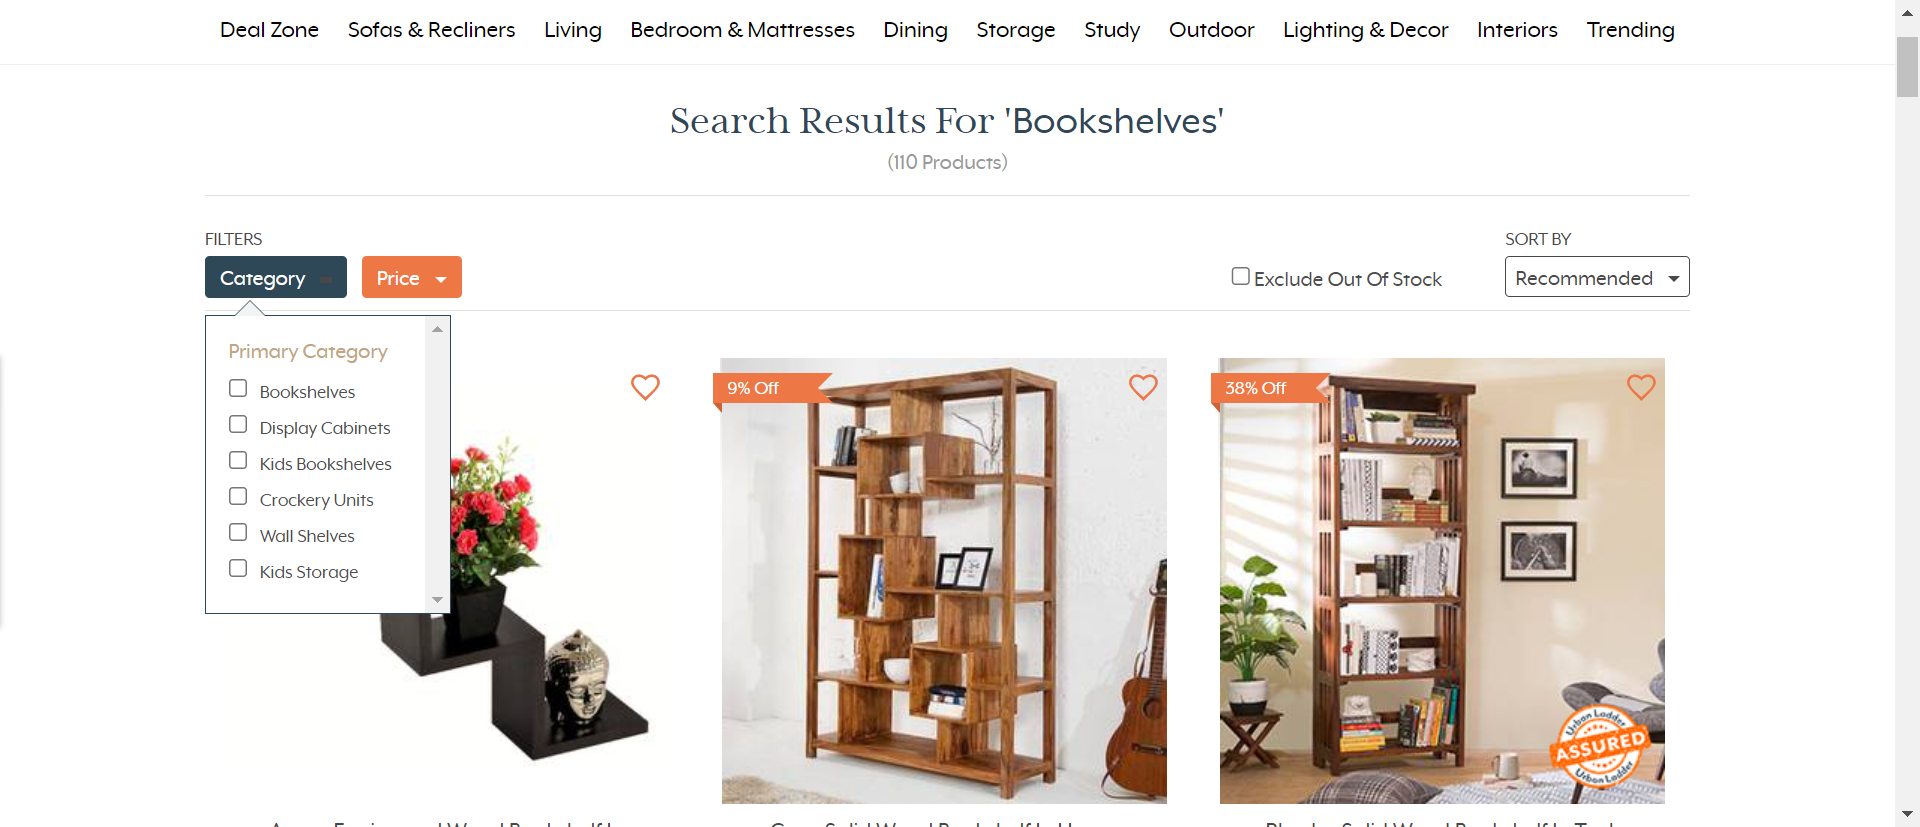 Deal Zone Sofas & Recliners Living Bedroom & Mattresses Dining Storage Study Outdoor Lighting & Decor Interiors Trending
Search Results For 'Bookshelves'
(110 Products)
FILTERS
SORT BY
Category
Price
Exclude Out Of Stock
Recommended
Primary Category
Bookshelves
Display Cabinets
Kids Bookshelves
Crockery Units
Wall Shelves
Kids Storage
9% Off
38% Off
Urban Ladder
ASSURED
Urban Ladder